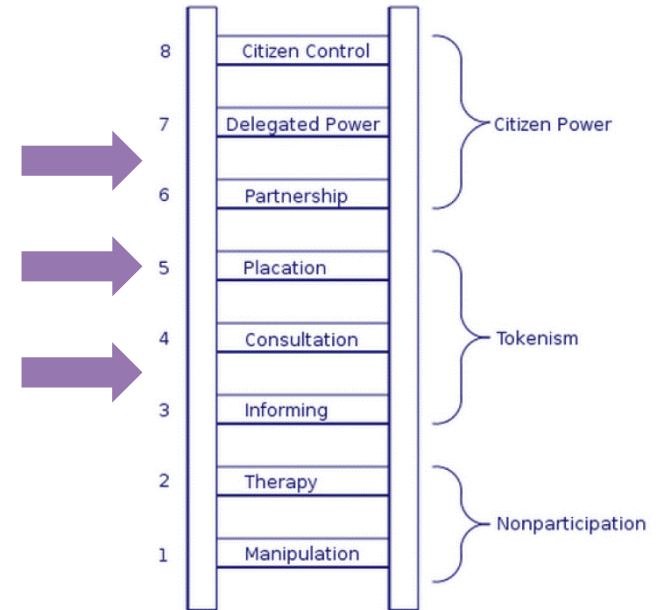 8 Citizen Control
7 Delegated Power
Citizen Power
6 Partnership
5 Placation
4 Consultation
Tokenism
3 Informing
2 Therapy
Nonparticipation
1 Manipulation